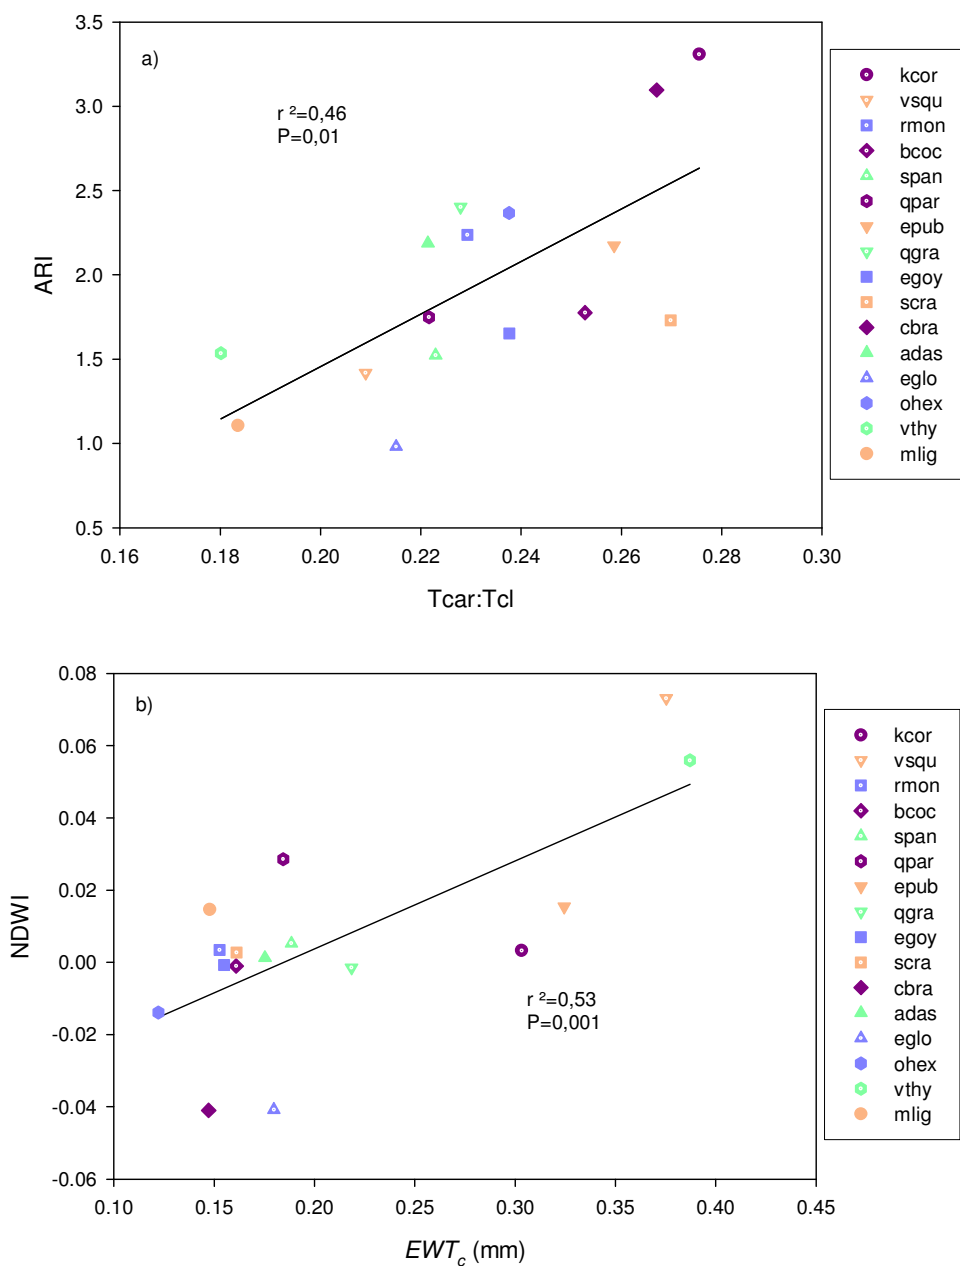 3.5
a)
r ²=0,46
P=0,01
3.0
2.5
2.0
1.5
1.0
0.5
ARI
0.16
0.18
0.20
0.22
0.24
0.26
0.28
0.30
Tcar:Tcl
kcor
vsqu
rmon
bcoc
span
qpar
epub
qgra
egoy
scra
cbra
adas
eglo
ohex
vthy
mlig
0.08
b)
0.06
0.04
0.02
0.00
-0.02
-0.04
-0.06
NDWI
r ²=0,53
P=0,001
0.10
0.15
0.20
0.25
0.30
0.35
0.40
0.45
EWTc (mm)
kcor
vsqu
rmon
bcoc
span
qpar
epub
qgra
egoy
scra
cbra
adas
eglo
ohex
vthy
mlig